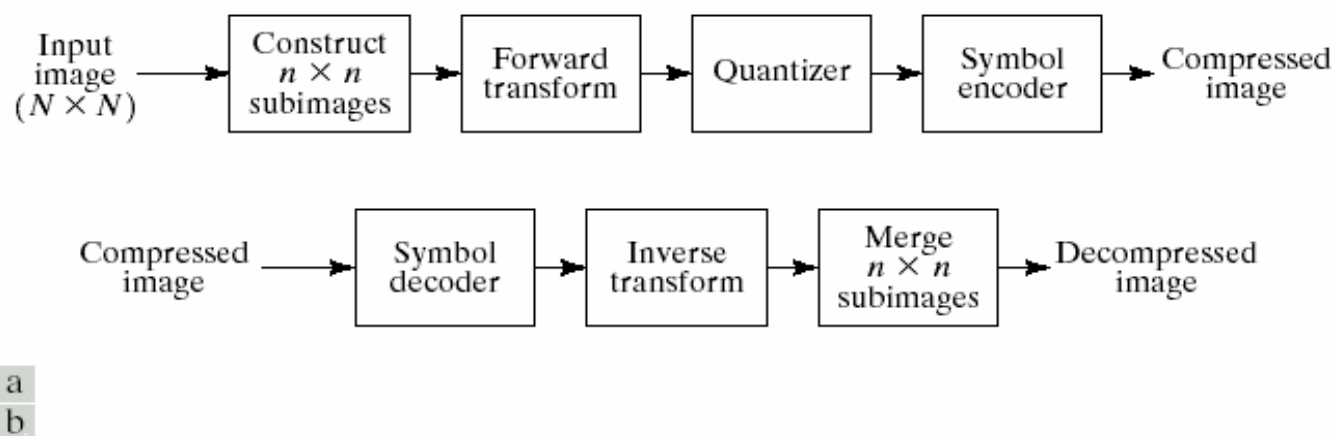 Input
image
(N × N)
Construct
n × n
subimages
Forward
transform
Quantizer
Symbol
encoder
Compressed
image
Compressed
image
Symbol
decoder
Inverse
transform
Merge
n × n
subimages
Decompressed
image
a
b